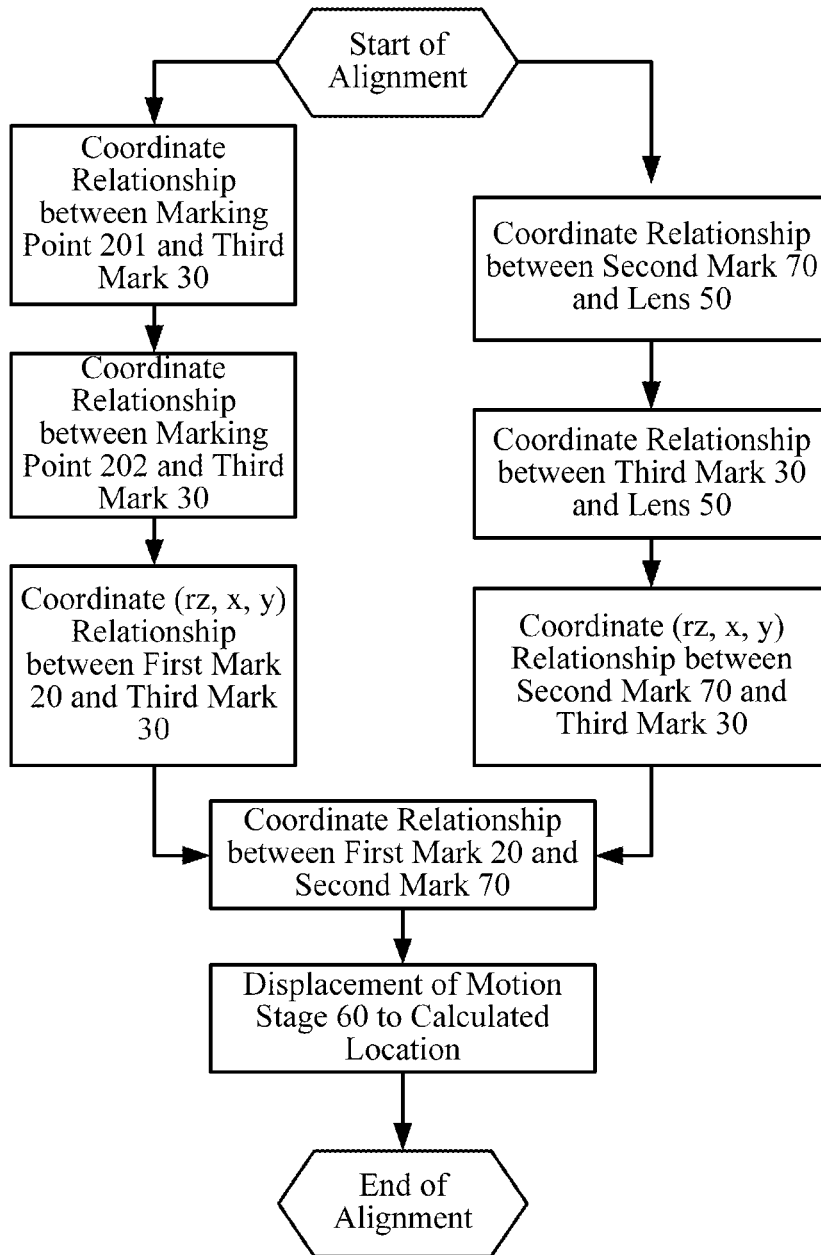 Start of
Alignment
Coordinate
Relationship
between Marking
Point 201 and Third
Mark 30
Coordinate
Relationship
between Marking
Point 202 and Third
Mark 30
Coordinate (rz, x, y)
Relationship
between First Mark
20 and Third Mark
30
Coordinate Relationship
between Second Mark 70
and Lens 50
Coordinate Relationship
between Third Mark 30
and Lens 50
Coordinate (rz, x, y)
Relationship between
Second Mark 70 and
Third Mark 30
Coordinate Relationship
between First Mark 20 and
Second Mark 70
Displacement of Motion
Stage 60 to Calculated
Location
End of
Alignment